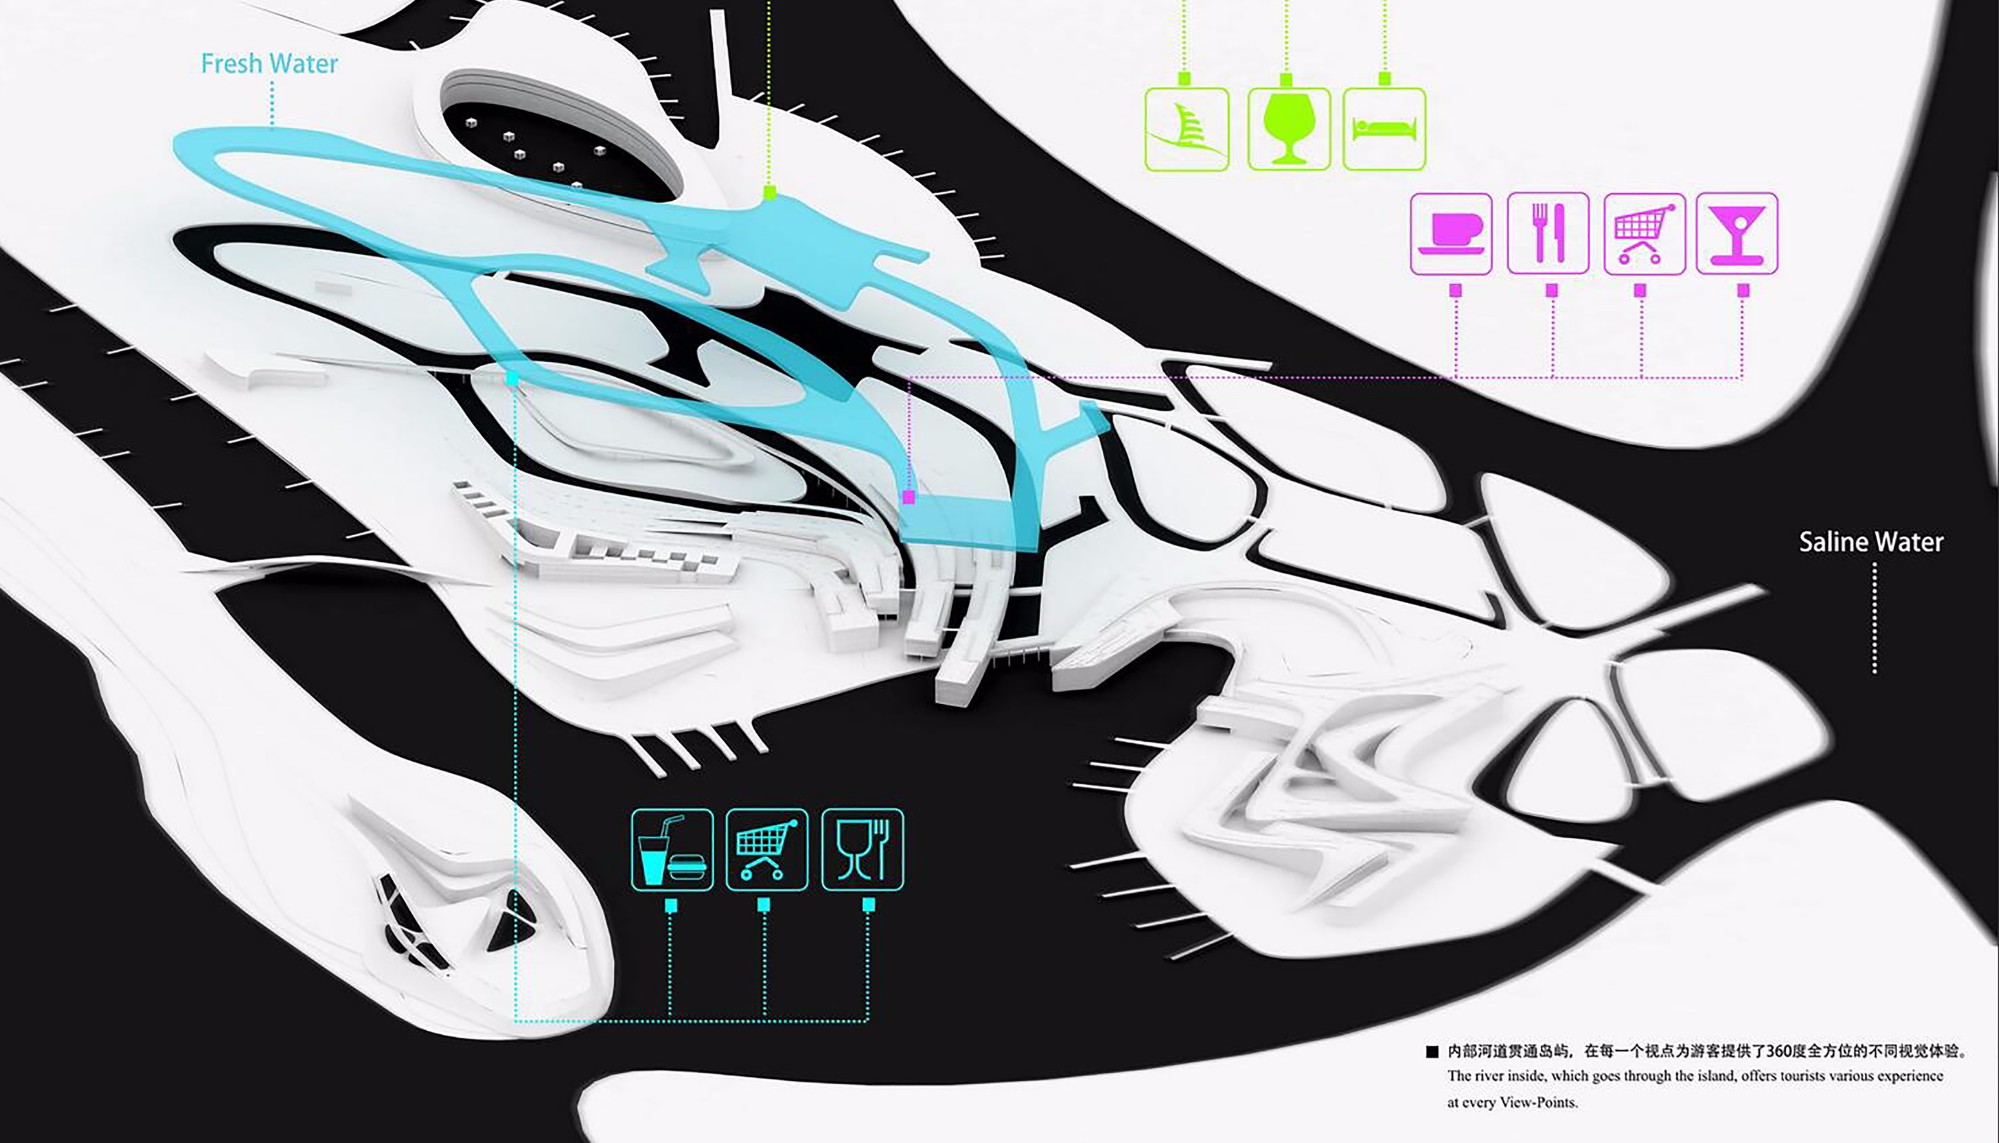 Fresh Water
Saline Water
内部河道贯通岛屿，在每一个视点为游客提供了360度全方位的不同视觉体验。
The river inside, which goes through the island, offers tourists various experience
at every View-Points.